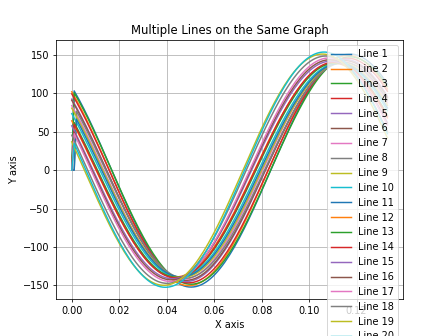 Multiple Lines on the Same Graph
150
100
50
0
−50
−100
−150
Y axis
0.00
0.02
0.04
0.06
0.08
0.10
X axis
Line 1
Line 2
Line 3
Line 4
Line 5
Line 6
Line 7
Line 8
Line 9
Line 10
Line 11
Line 12
Line 13
Line 14
Line 15
Line 16
Line 17
Line 18
Line 19
Line 20